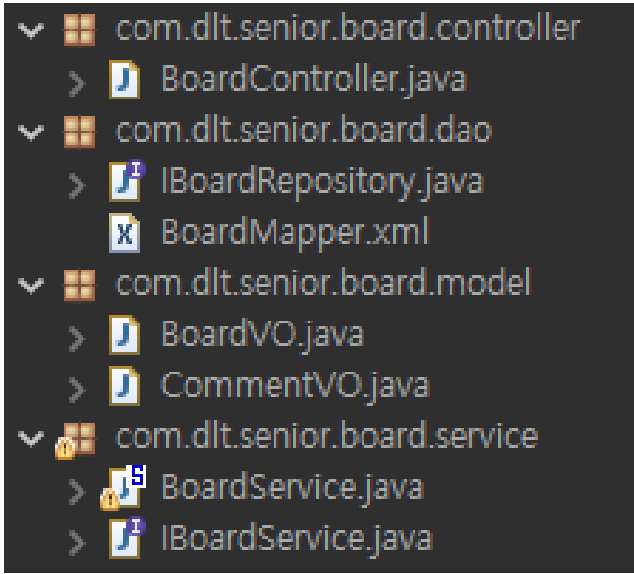 com.dlt.senior.board.controller
BoardController.java
com.dlt.senior.board.dao
IBoardRepository.java
BoardMapper.xml
com.dlt.senior.board.model
BoardVO.java
CommentVO.java
com.dlt.senior.board.service
BoardService.java
IBoardService.java